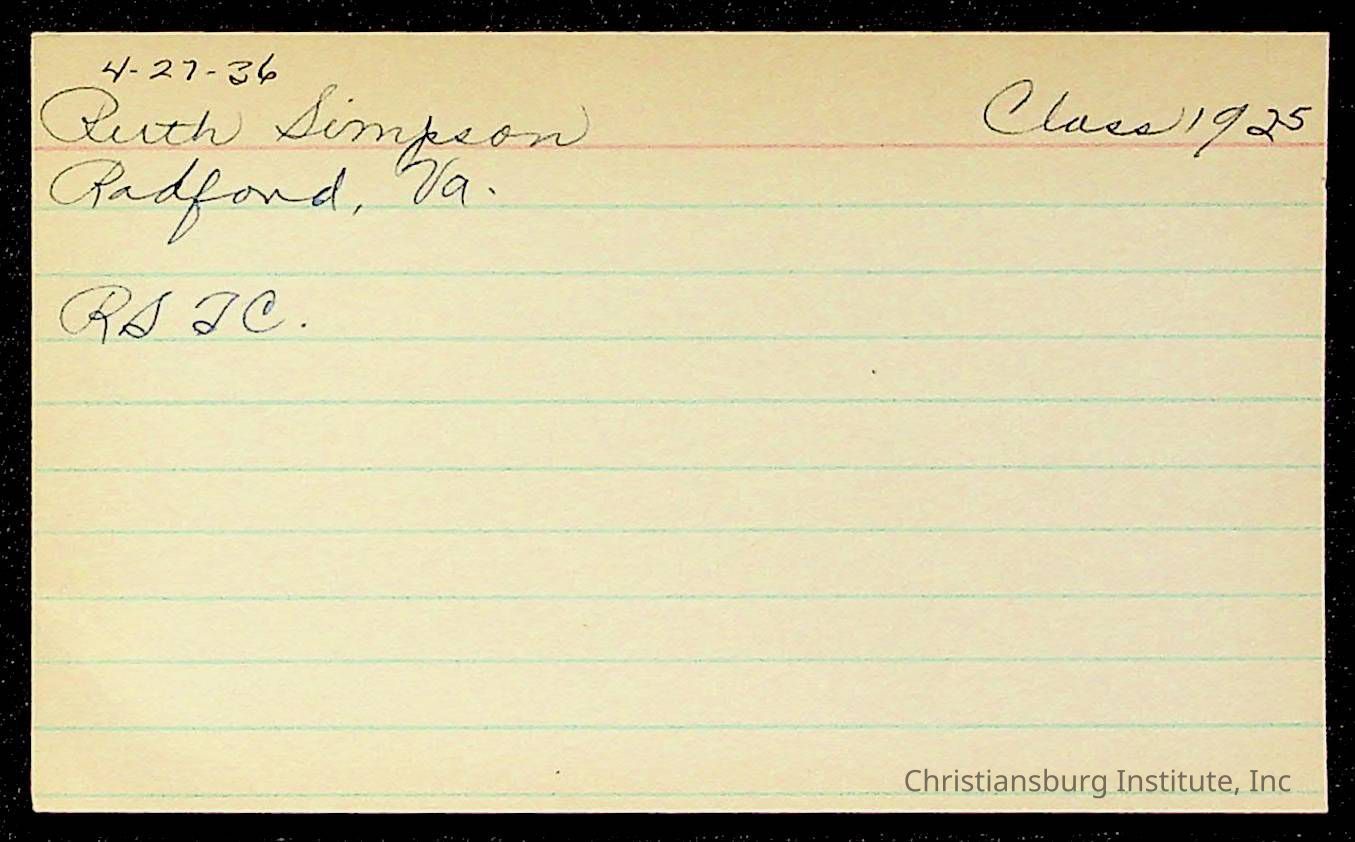 4-27-36
Ruth Simpson Class 1925
Radford, Va.
RSTC.
Christiansburg Institute, Inc